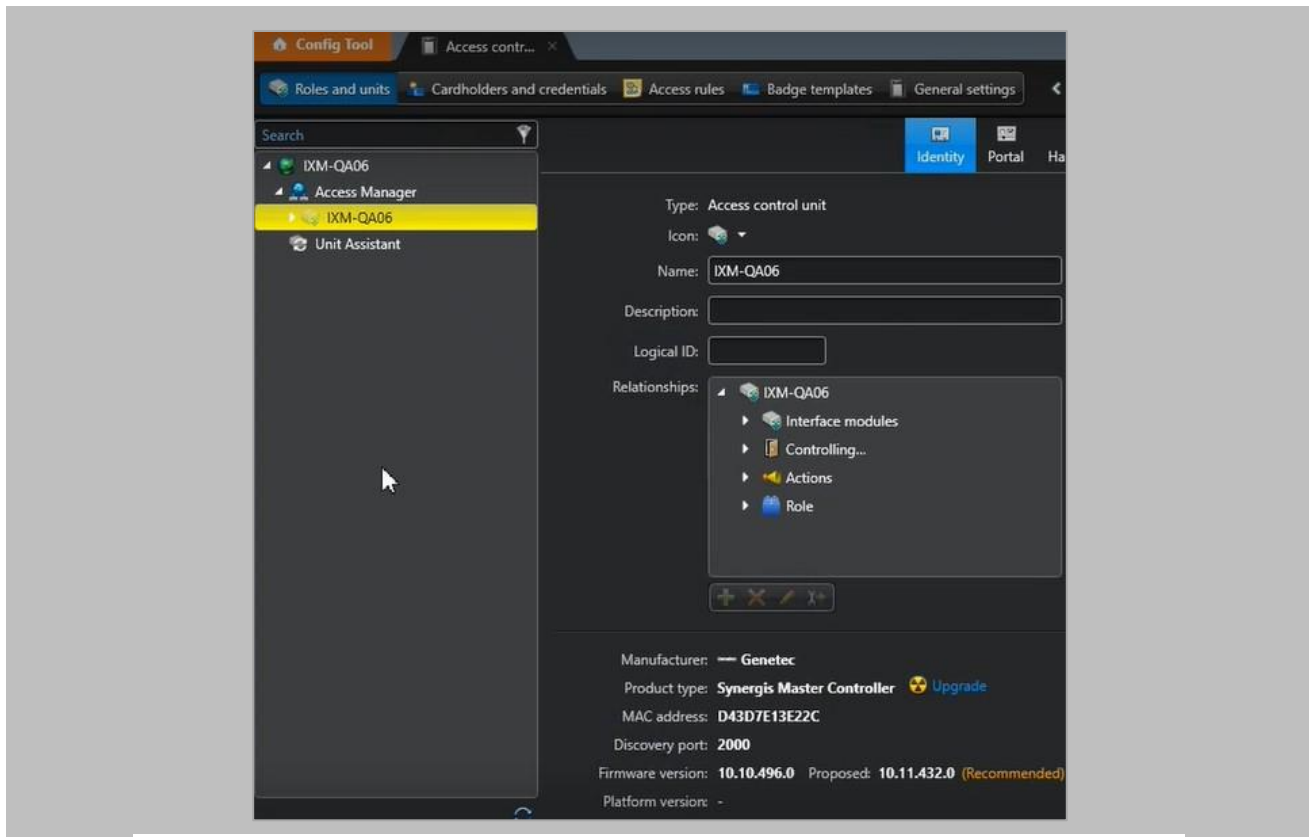 Config Tool
Access contr...
Roles and units
Cardholders and credentials
Access rules
Badge templates
General settings
Search
IXM-QA06
Access Manager
IXM-QA06
Unit Assistant
Identity
Portal
Ha
Type: Access control unit
Icon:
Name: IXM-QA06
Description:
Logical ID:
Relationships:
IXM-QA06
Interface modules
Controlling...
Actions
Role
Manufacturer: Genetec
Product type: Synergis Master Controller Upgrade
MAC address: D43D7E13E22C
Discovery port: 2000
Firmware version: 10.10.496.0 Proposed: 10.11.432.0 (Recommended)
Platform version: -